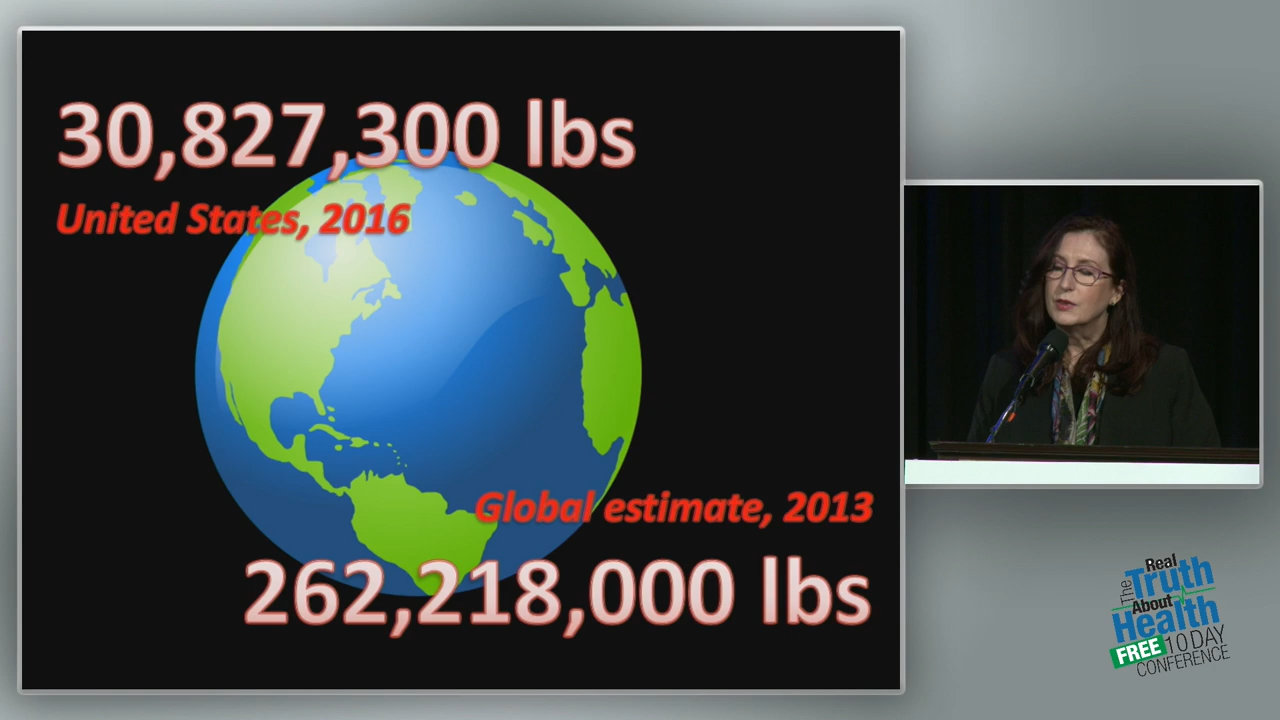 30,827,300 lbs
United States, 2016
Global estimate, 2013
262,218,000 lbs
The Real
Truth
About
Health
FREE 10 DAY
CONFERENCE